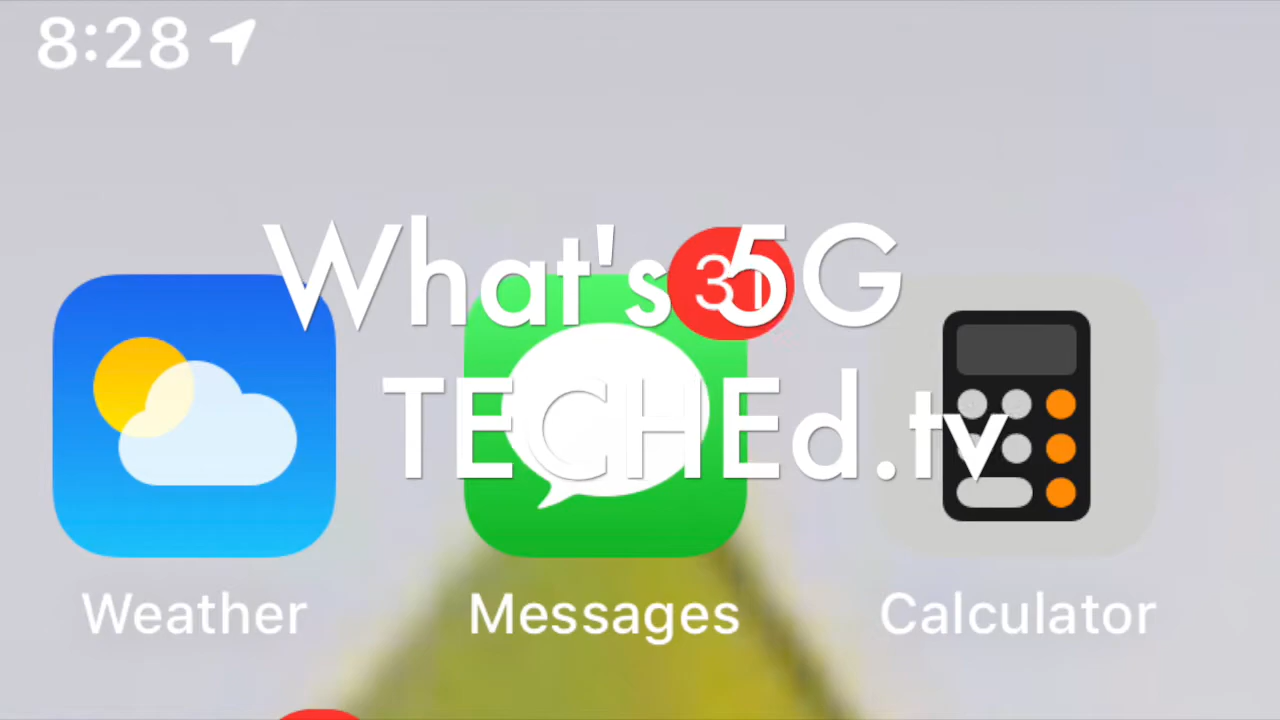 8:28
What's 5G
31
TECHEd.tv
Weather
Messages
Calculator